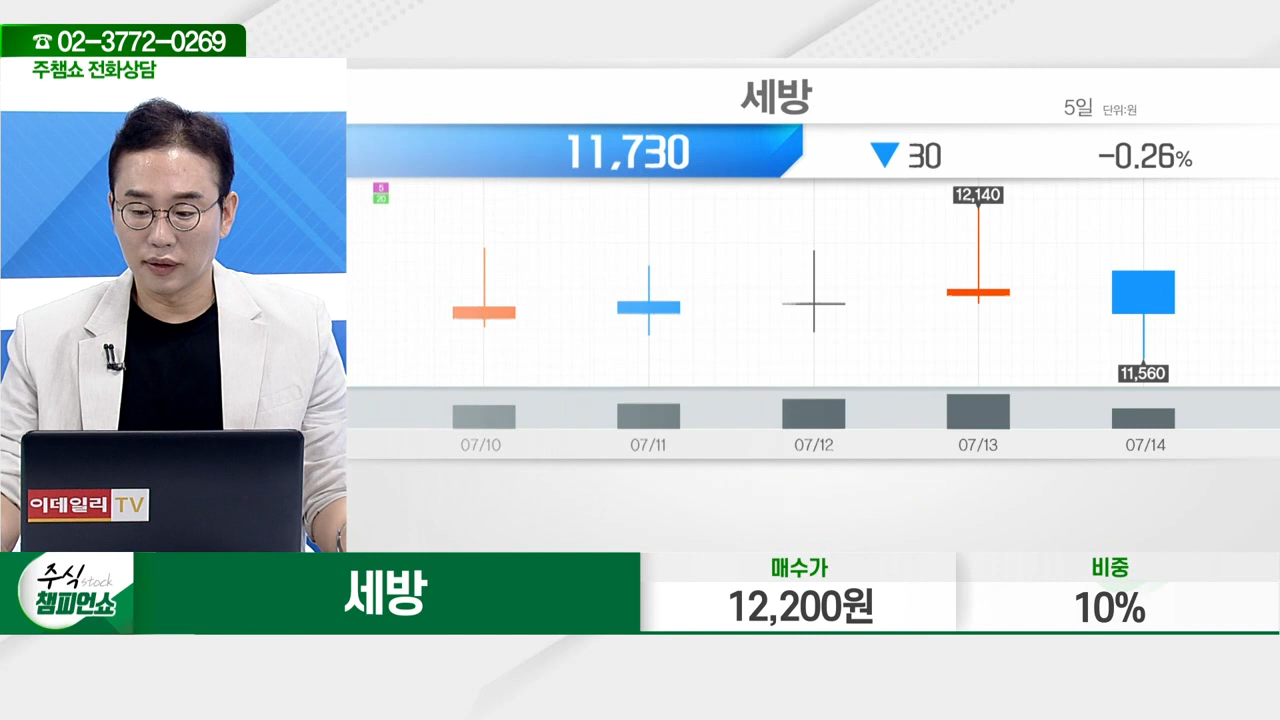 ☎ 02-3772-0269
주챔쇼 전화상담
세방
5일 단위:원
11,730 ▼ 30 -0.26%
5
20
12,140
11,560
07/10 07/11 07/12 07/13 07/14
이데일리 TV
주식 stock
챔피언쇼
세방
매수가
12,200원
비중
10%